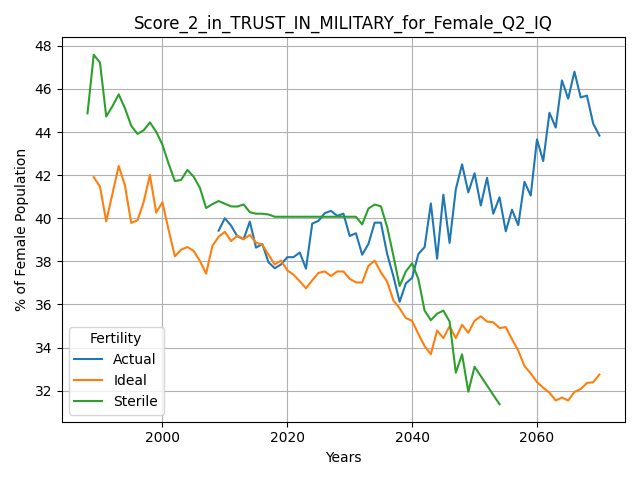 Score_2_in_TRUST_IN_MILITARY_for_Female_Q2_IQ
% of Female Population
48
46
44
42
40
38
36
34
32
Fertility
Actual
Ideal
Sterile
2000 2020 2040 2060
Years